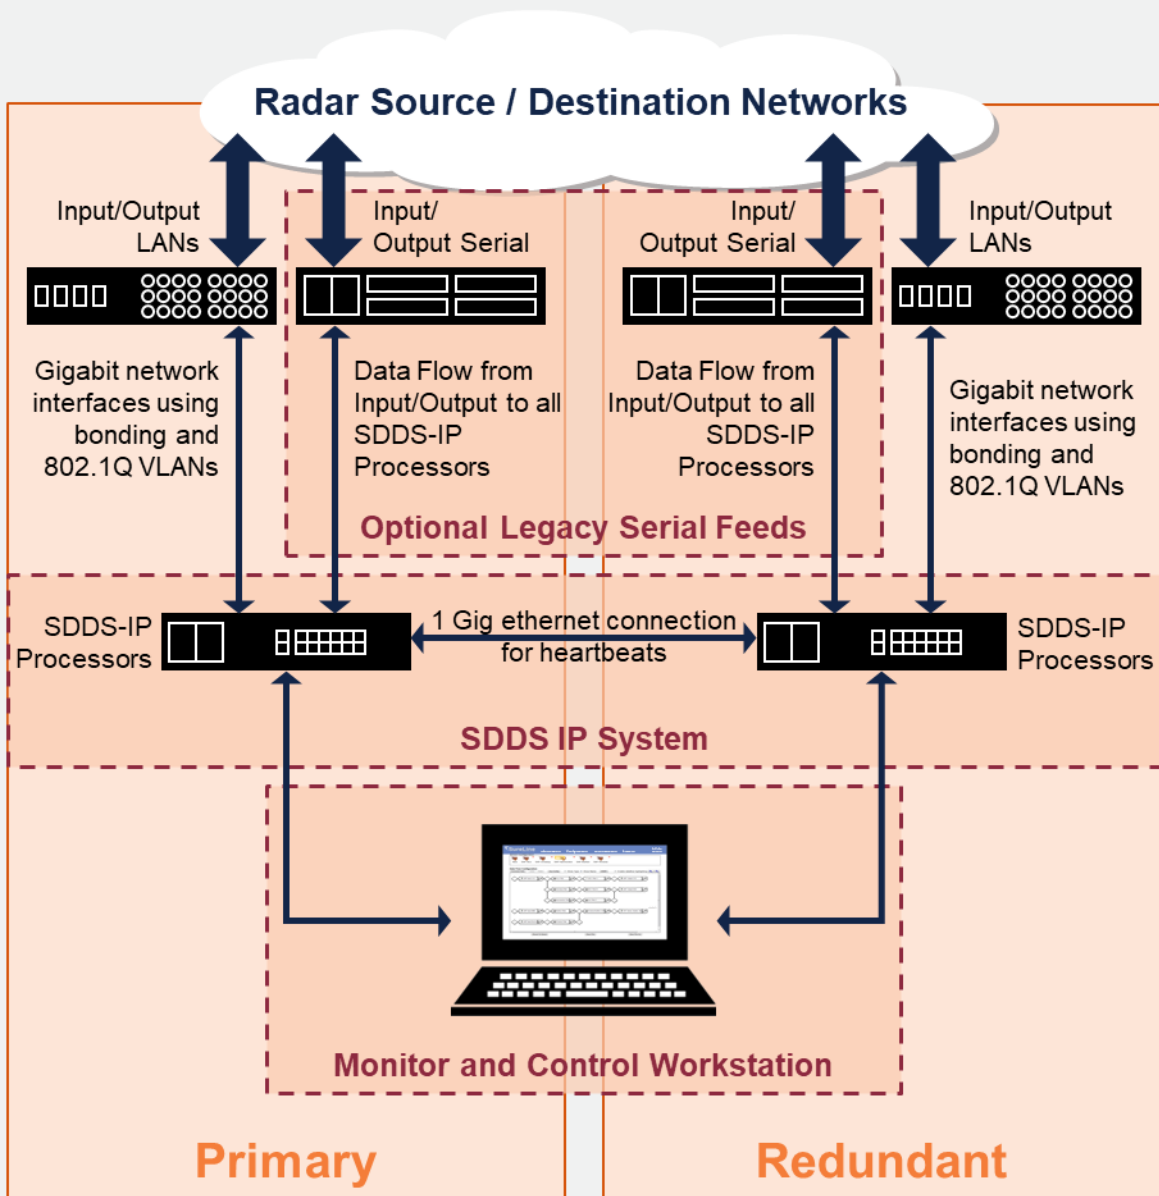 Radar Source / Destination Networks
Input/Output
LANs
Input/
Output Serial
Input/
Output Serial
Input/Output
LANs
Gigabit network
interfaces using
bonding and
802.1Q VLANs
Data Flow from
Input/Output to all
SDDS-IP
Processors
Data Flow from
Input/Output to all
SDDS-IP
Processors
Gigabit network
interfaces using
bonding and
802.1Q VLANs
Optional Legacy Serial Feeds
SDDS-IP
Processors
1 Gig ethernet connection
for heartbeats
SDDS-IP
Processors
SDDS IP System
Monitor and Control Workstation
Primary
Redundant